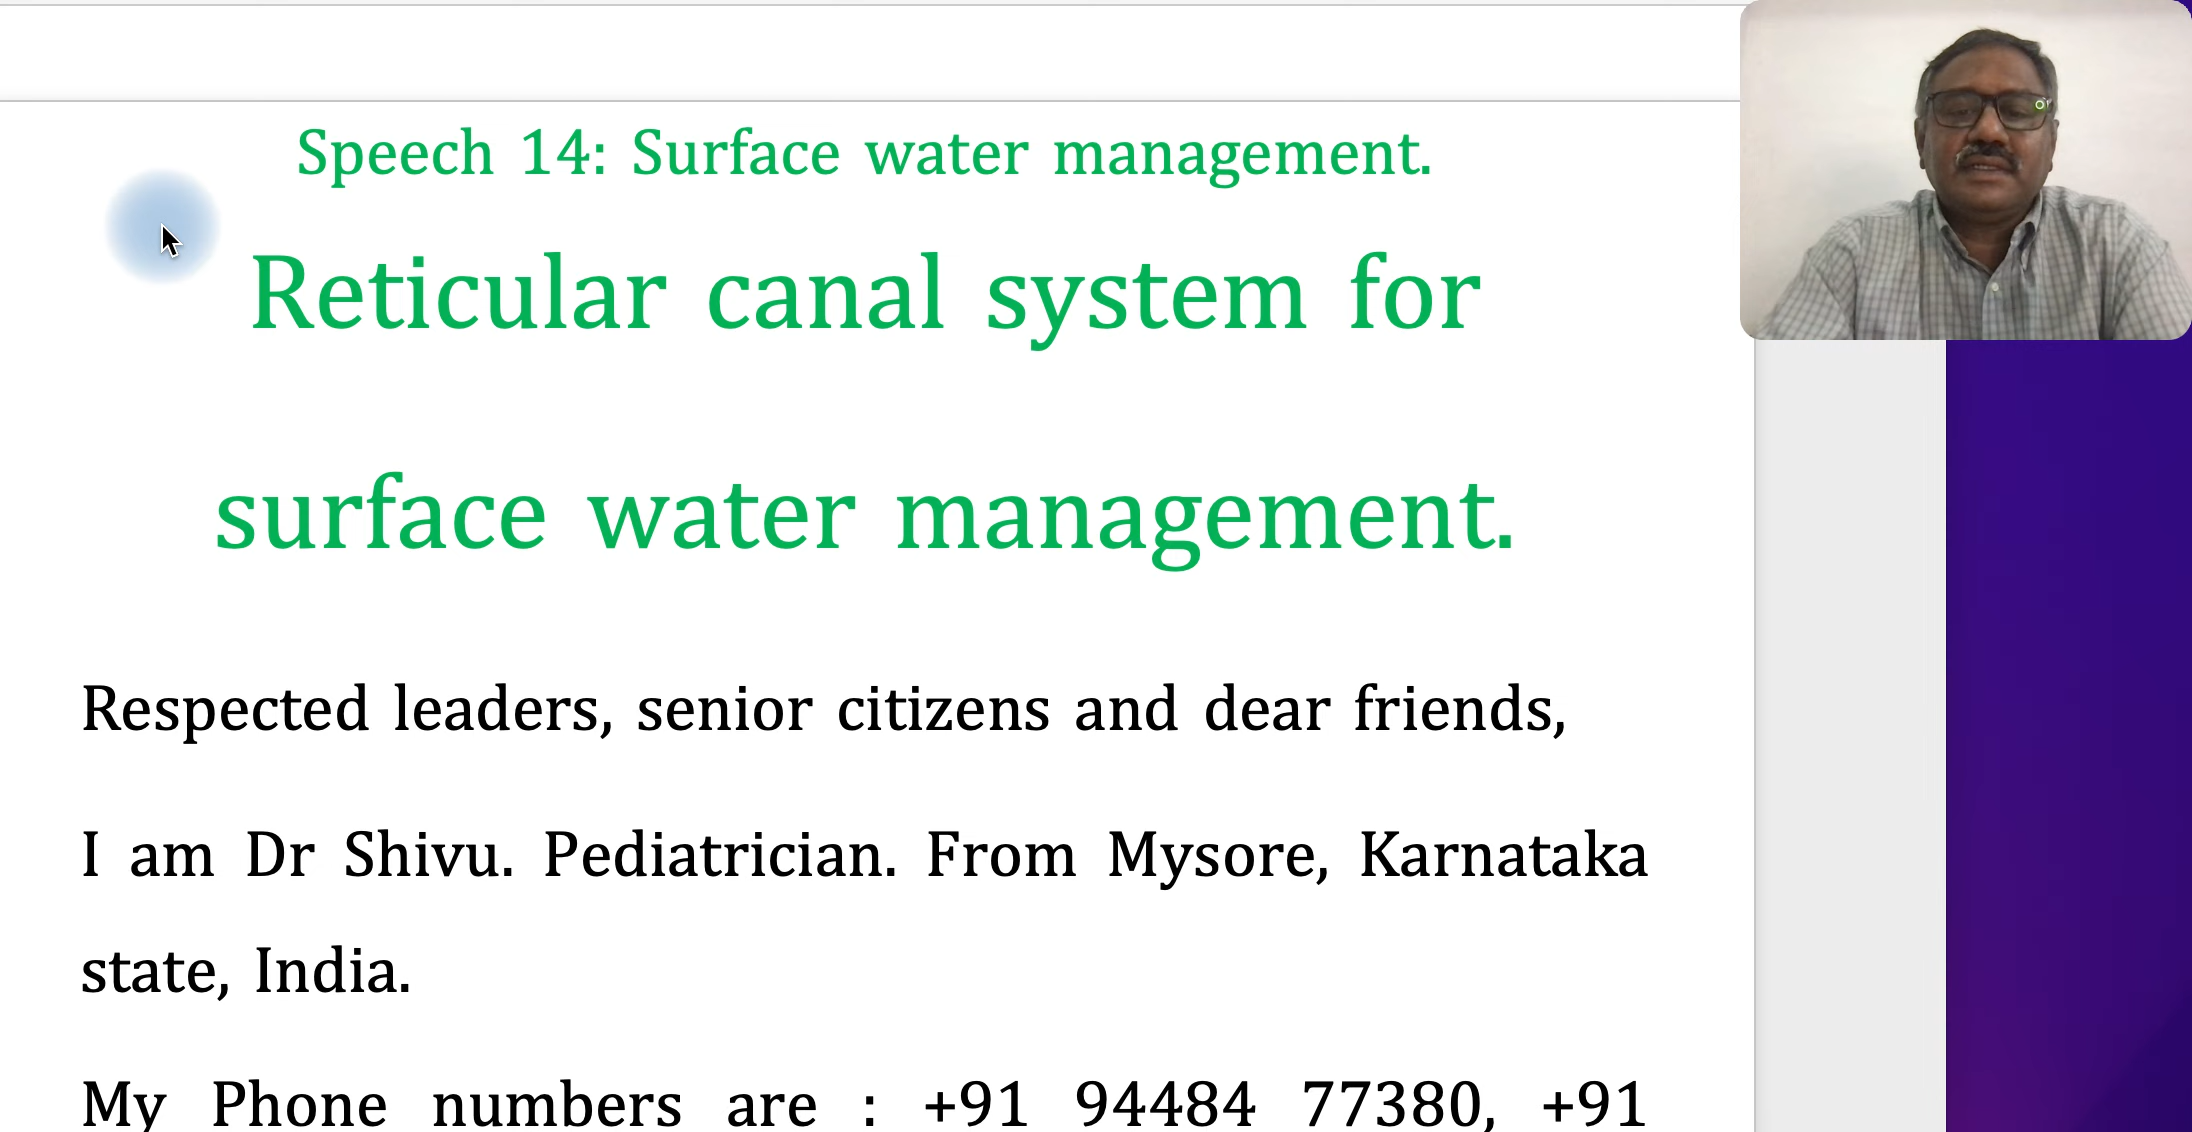 Speech 14: Surface water management.
Reticular canal system for
surface water management.
Respected leaders, senior citizens and dear friends,
I am Dr Shivu. Pediatrician. From Mysore, Karnataka
state, India.
My Phone numbers are : +91 94484 77380, +91